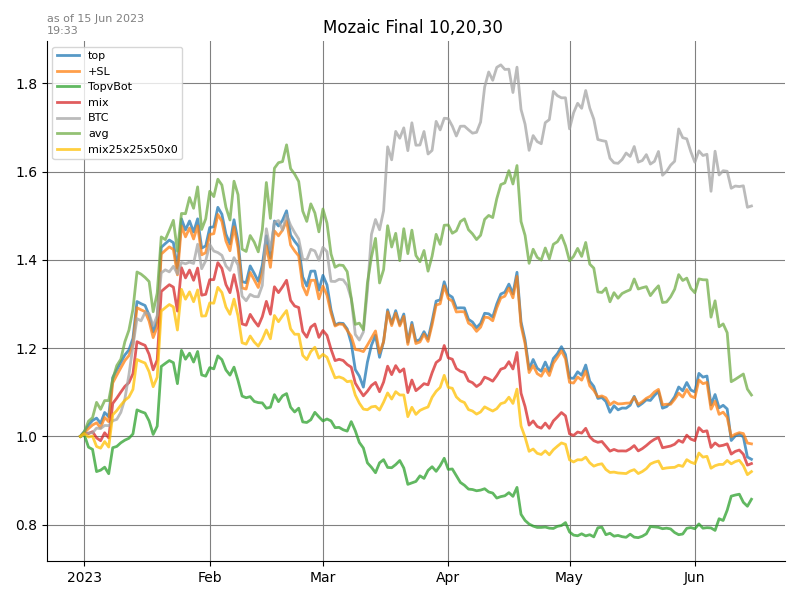 as of 15 Jun 2023
19:33
Mozaic Final 10,20,30
top
+SL
TopvBot
mix
BTC
avg
mix25x25x50x0
1.8
1.6
1.4
1.2
1.0
0.8
2023 Feb Mar Apr May Jun